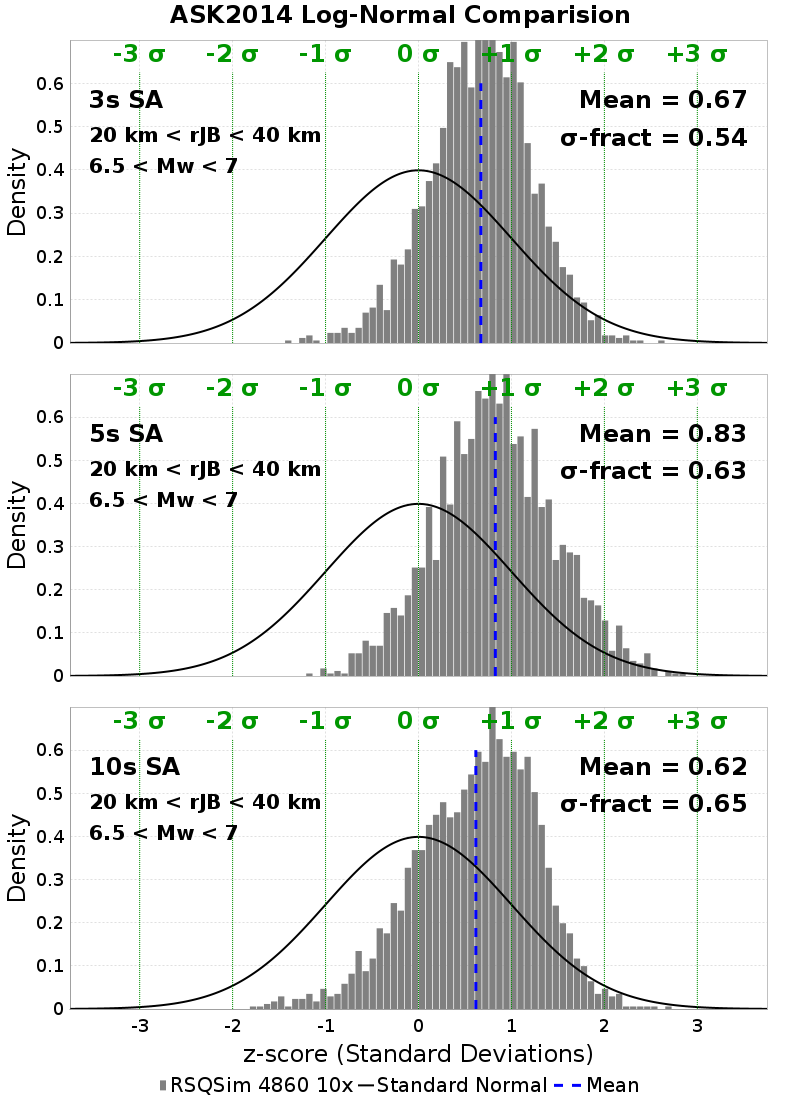 ASK2014 Log-Normal Comparision
-3 σ -2 σ -1 σ 0 σ +1 σ +2 σ +3 σ
3s SA
Mean = 0.67
20 km < rJB < 40 km
σ-fract = 0.54
6.5 < Mw < 7
0.6
0.5
0.4
0.3
0.2
0.1
0
Density
-3 σ -2 σ -1 σ 0 σ +1 σ +2 σ +3 σ
5s SA
Mean = 0.83
20 km < rJB < 40 km
σ-fract = 0.63
6.5 < Mw < 7
0.6
0.5
0.4
0.3
0.2
0.1
0
Density
-3 σ -2 σ -1 σ 0 σ +1 σ +2 σ +3 σ
10s SA
Mean = 0.62
20 km < rJB < 40 km
σ-fract = 0.65
6.5 < Mw < 7
0.6
0.5
0.4
0.3
0.2
0.1
0
Density
-3 -2 -1 0 1 2 3
z-score (Standard Deviations)
RSQSim 4860 10x Standard Normal Mean